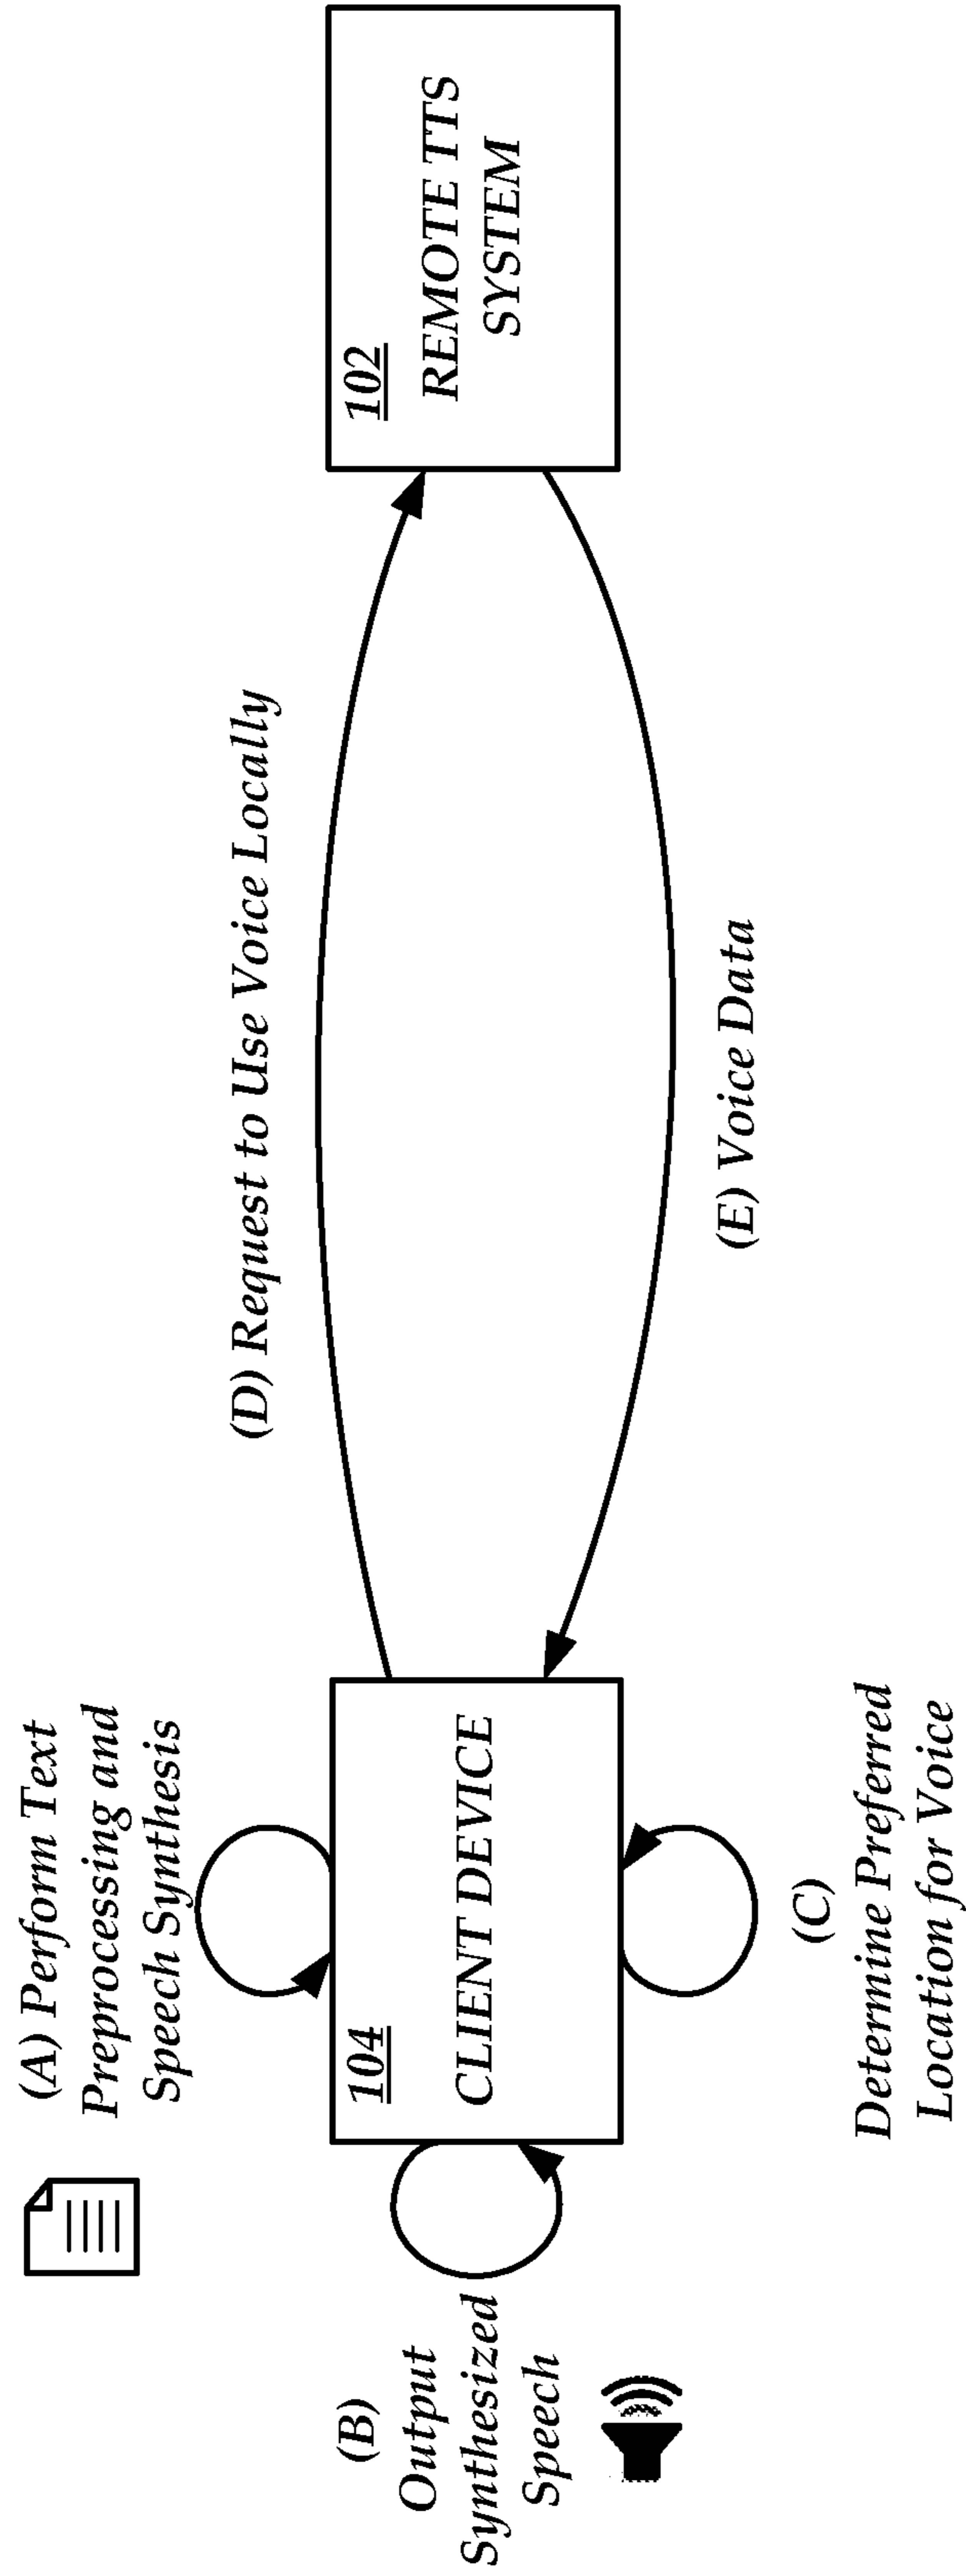 (A) Perform Text
Preprocessing and
Speech Synthesis
(B)
Output
Synthesized
Speech
104
CLIENT DEVICE
(C)
Determine Preferred
Location for Voice
(D) Request to Use Voice Locally
(E) Voice Data
102
REMOTE TTS
SYSTEM